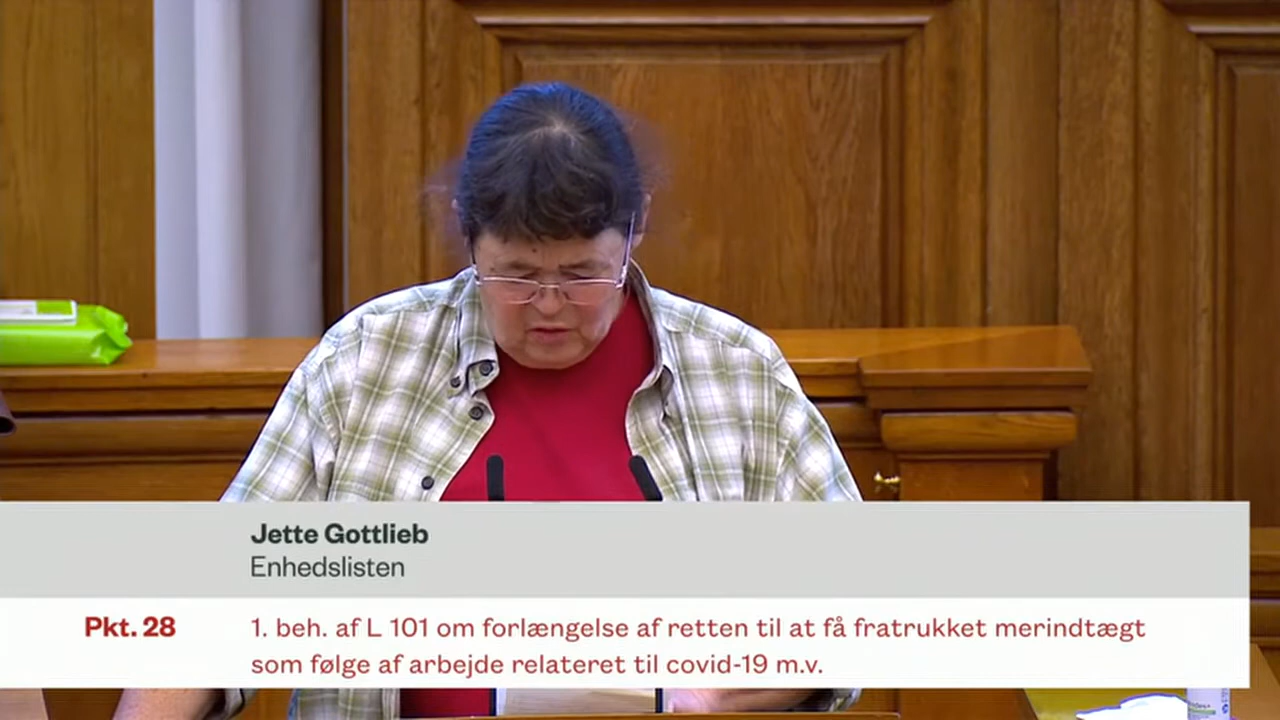 Jette Gottlieb
Enhedslisten
Pkt. 28
1. beh. af L 101 om forlængelse af retten til at få fratrukket merindtægt
som følge af arbejde relateret til covid-19 m.v.